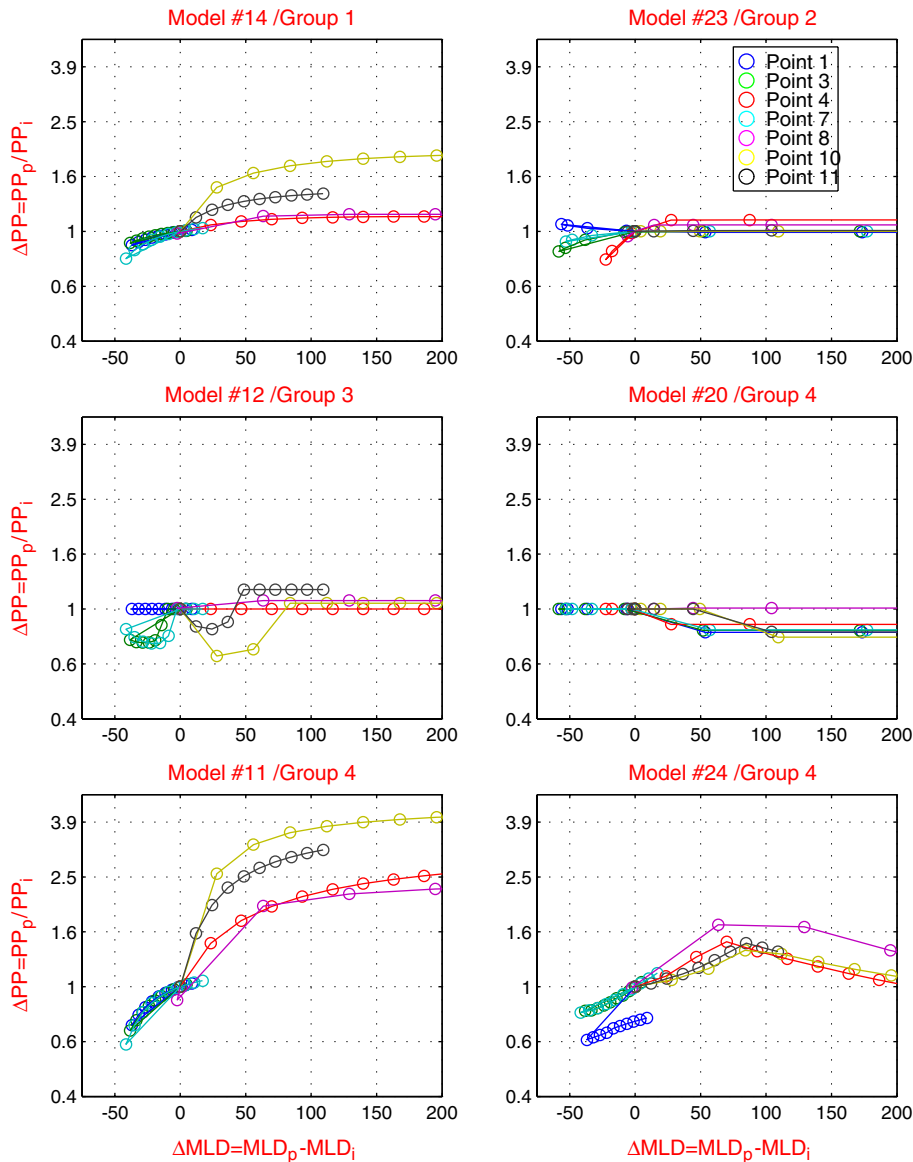 Model #14 /Group 1
Model #23 /Group 2
ΔPP=PP_p/PP_i
3.9
2.5
1.6
1
0.6
0.4
-50 0 50 100 150 200
3.9
2.5
1.6
1
0.6
0.4
-50 0 50 100 150 200
Point 1
Point 3
Point 4
Point 7
Point 8
Point 10
Point 11
Model #12 /Group 3
Model #20 /Group 4
ΔPP=PP_p/PP_i
3.9
2.5
1.6
1
0.6
0.4
-50 0 50 100 150 200
3.9
2.5
1.6
1
0.6
0.4
-50 0 50 100 150 200
Model #11 /Group 4
Model #24 /Group 4
ΔPP=PP_p/PP_i
3.9
2.5
1.6
1
0.6
0.4
-50 0 50 100 150 200
ΔMLD=MLD_p-MLD_i
3.9
2.5
1.6
1
0.6
0.4
-50 0 50 100 150 200
ΔMLD=MLD_p-MLD_i